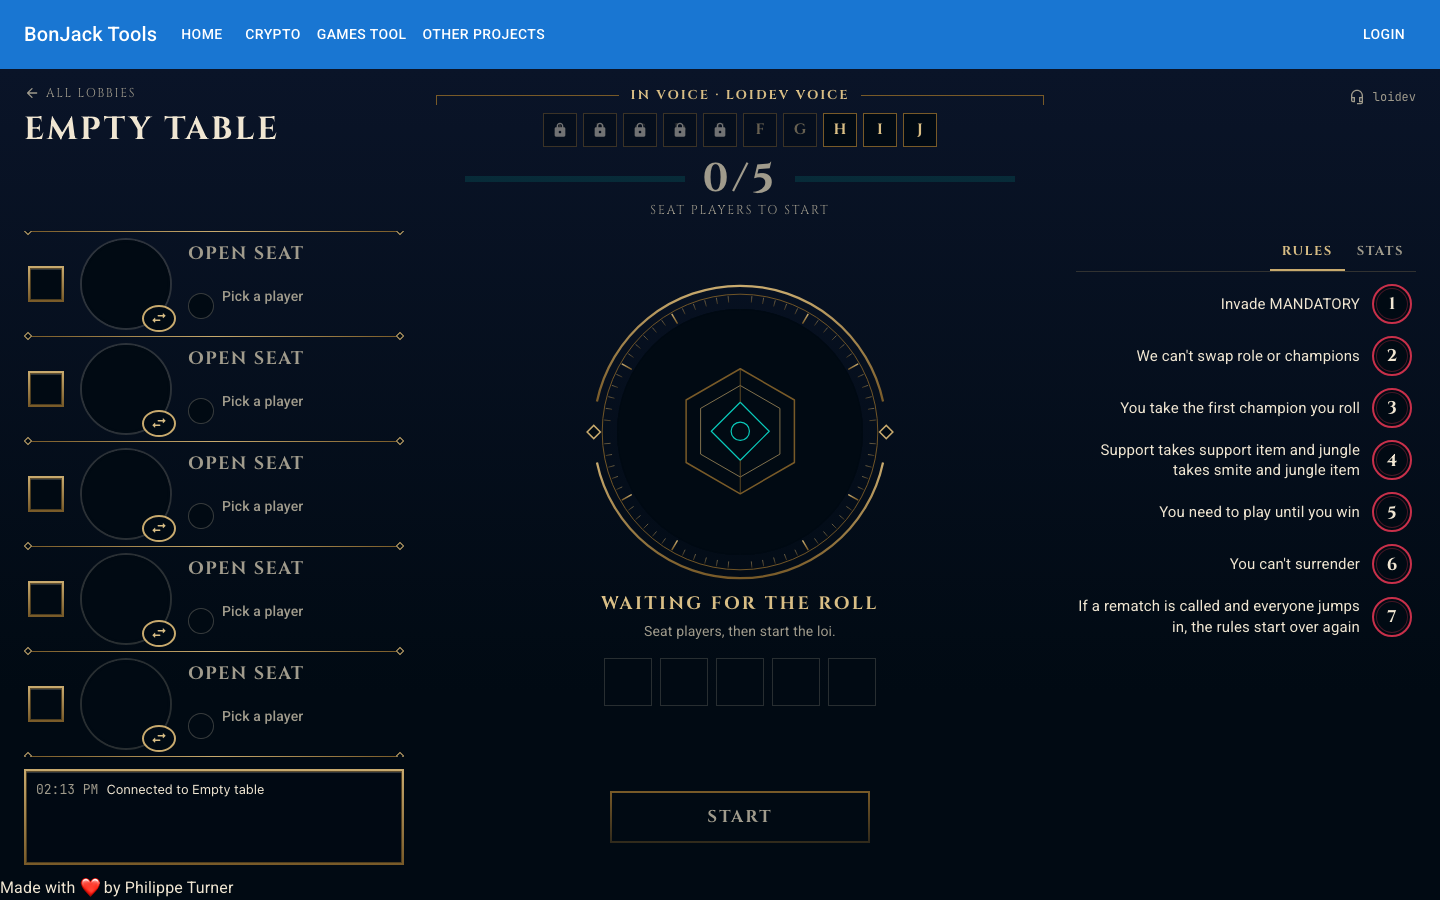 BonJack Tools HOME CRYPTO GAMES TOOL OTHER PROJECTS LOGIN
ALL LOBBIES
EMPTY TABLE
IN VOICE · LOIDEV VOICE
F G H I J
loidev
0/5
SEAT PLAYERS TO START
OPEN SEAT
Pick a player
OPEN SEAT
Pick a player
OPEN SEAT
Pick a player
OPEN SEAT
Pick a player
OPEN SEAT
Pick a player
02:13 PM Connected to Empty table
WAITING FOR THE ROLL
Seat players, then start the loi.
START
RULES STATS
Invade MANDATORY 1
We can't swap role or champions 2
You take the first champion you roll 3
Support takes support item and jungle
takes smite and jungle item 4
You need to play until you win 5
You can't surrender 6
If a rematch is called and everyone jumps
in, the rules start over again 7
Made with ❤️ by Philippe Turner